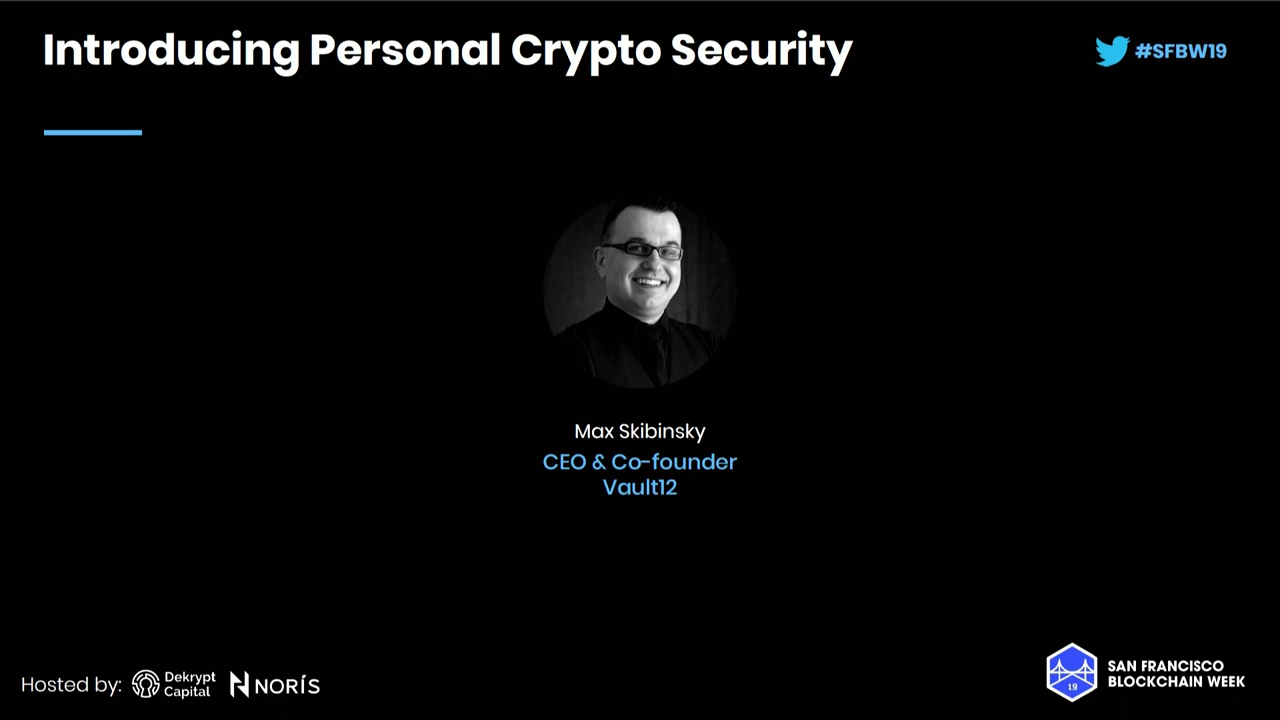 Introducing Personal Crypto Security
#SFBW19
Max Skibinsky
CEO & Co-founder
Vault12
Hosted by:
Dekrypt
Capital
NORÍS
19
SAN FRANCISCO
BLOCKCHAIN WEEK